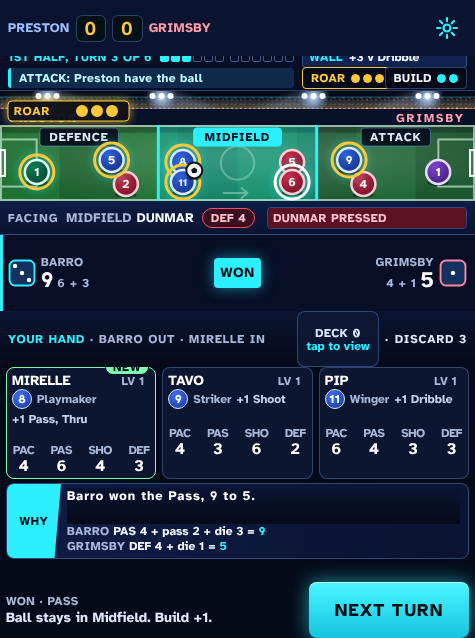 PRESTON 0 0 GRIMSBY
1ST HALF, TURN 3 OF 6
WALL +3 v Dribble
ATTACK: Preston have the ball
ROAR BUILD
ROAR
GRIMSBY
DEFENCE MIDFIELD ATTACK
1 5 2 8 11 5 6 9 4 1
FACING MIDFIELD DUNMAR DEF 4 DUNMAR PRESSED
BARRO
9 6 + 3
WON
GRIMSBY
4 + 1 5
YOUR HAND · BARRO OUT · MIRELLE IN
DECK 0
tap to view
· DISCARD 3
NEW
MIRELLE LV 1
8 Playmaker
+1 Pass, Thru
PAC PAS SHO DEF
4 6 4 3
TAVO LV 1
9 Striker +1 Shoot
PAC PAS SHO DEF
4 3 6 2
PIP LV 1
11 Winger +1 Dribble
PAC PAS SHO DEF
6 4 3 3
WHY
Barro won the Pass, 9 to 5.
BARRO PAS 4 + pass 2 + die 3 = 9
GRIMSBY DEF 4 + die 1 = 5
WON · PASS
Ball stays in Midfield. Build +1.
NEXT TURN